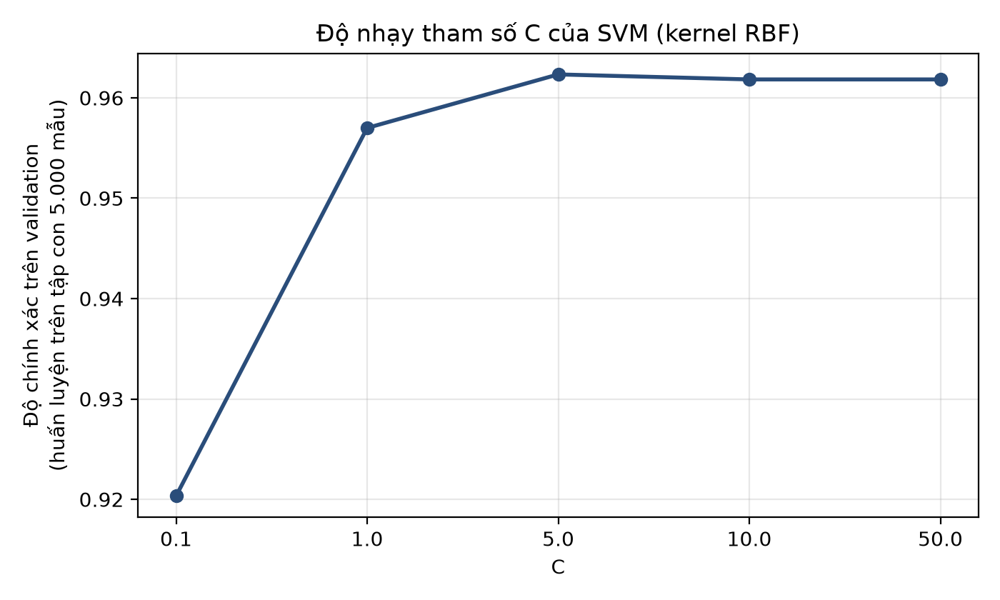 Độ nhạy tham số C của SVM (kernel RBF)
Độ chính xác trên validation
(huấn luyện trên tập con 5.000 mẫu)
0.96
0.95
0.94
0.93
0.92
0.1 1.0 5.0 10.0 50.0
C